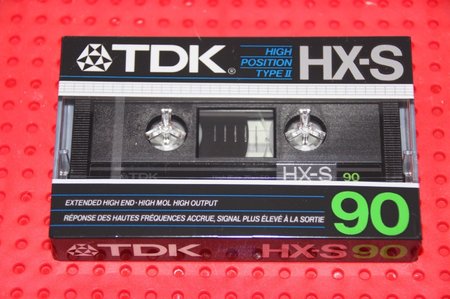 TDK®
HIGH
POSITION
TYPE II
HX-S
HX-S 90
EXTENDED HIGH END · HIGH MOL HIGH OUTPUT
RÉPONSE DES HAUTES FRÉQUENCES ACCRUE, SIGNAL PLUS ÉLEVÉ À LA SORTIE
90
TDK HX-S 90